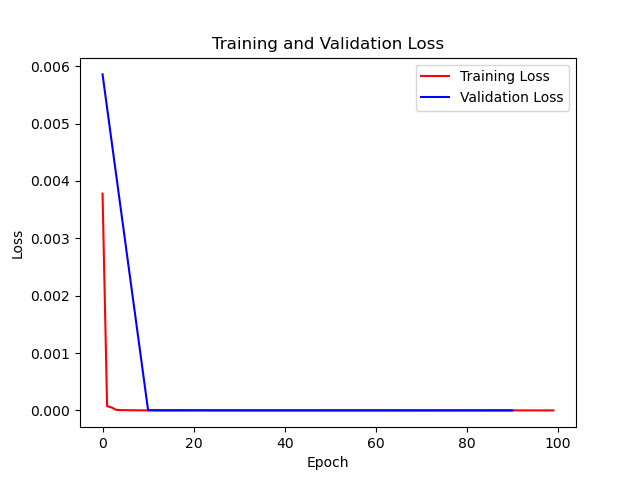 Training and Validation Loss
Training Loss
Validation Loss
0.006
0.005
0.004
0.003
0.002
0.001
0.000
Loss
0 20 40 60 80 100
Epoch